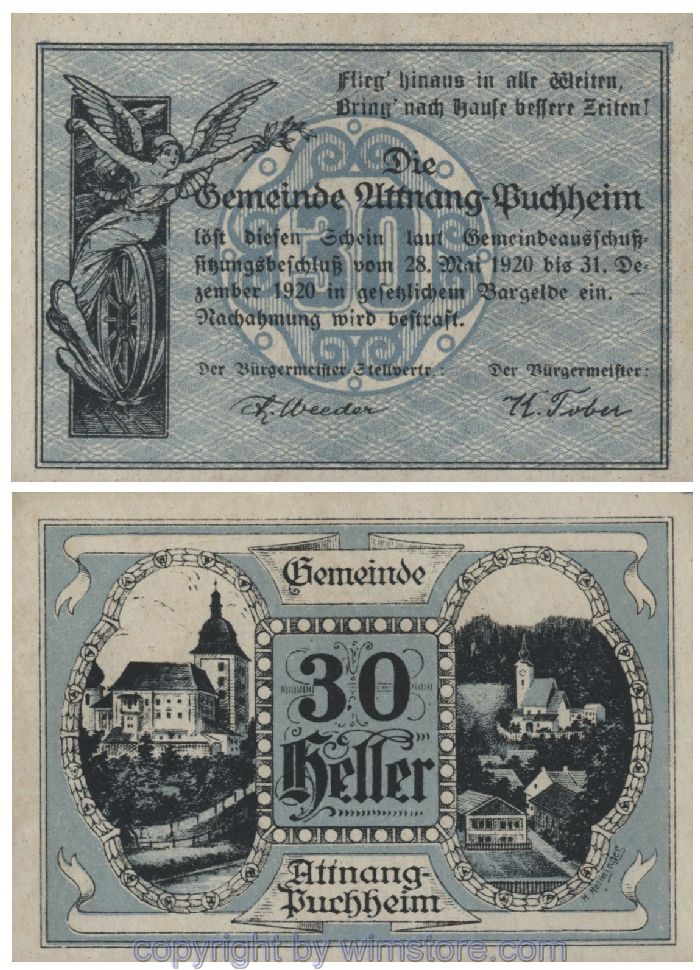 Flieg' hinaus in alle Weiten,
Bring' nach Hause bessere Zeiten!
30
Die
Gemeinde Attnang-Puchheim
löst diesen Schein laut Gemeindeausschuß-
sitzungsbeschluß vom 28. Mai 1920 bis 31. De-
zember 1920 in gesetzlichem Bargelde ein. —
Nachahmung wird bestraft.
Der Bürgermeister-Stellvertr.: Der Bürgermeister:
Weeder K. Tober
Gemeinde
30
Heller
Attnang-
Puchheim
copyright by wimstore.com